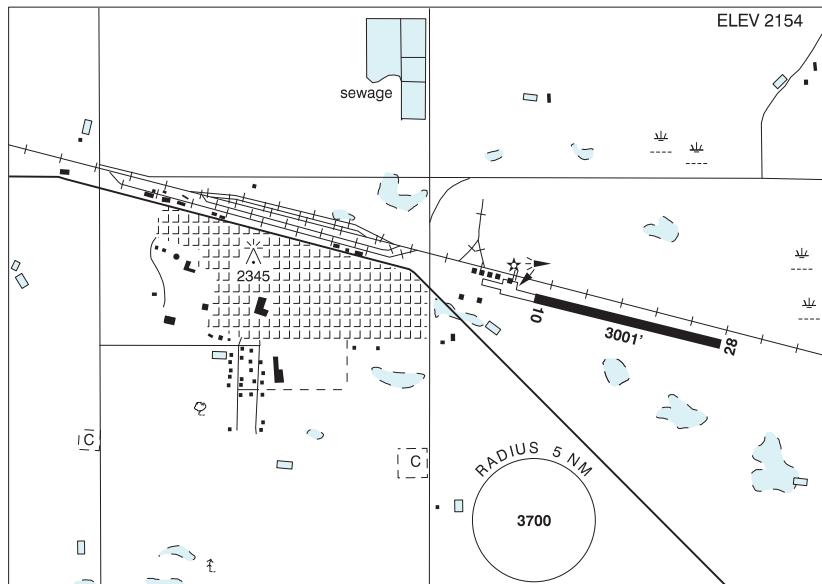 ELEV 2154
sewage
2345
10
3001'
28
C
C
RADIUS 5 NM
3700